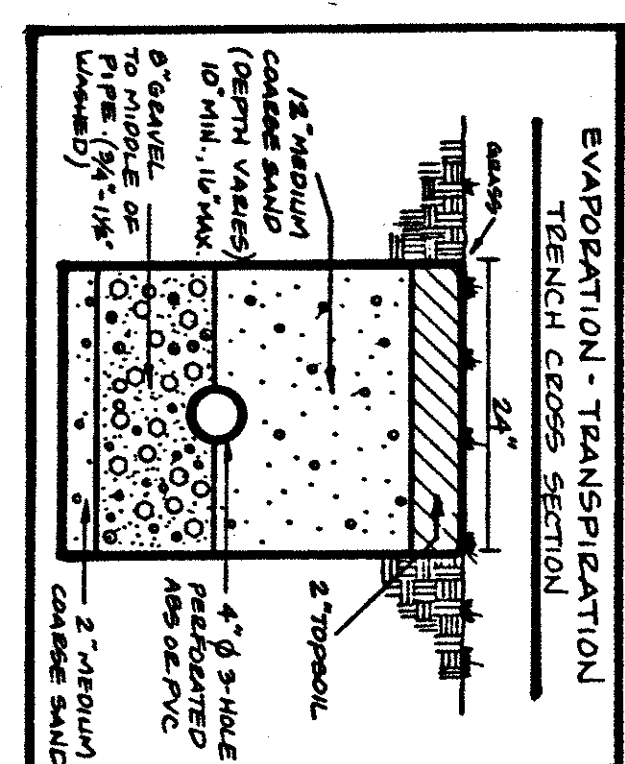 EVAPORATION - TRANSPIRATION
TRENCH CROSS SECTION
GRASS
24"
12" MEDIUM
COARSE SAND
(DEPTH VARIES)
10" MIN., 16" MAX.
8" GRAVEL
TO MIDDLE OF
PIPE. (3/4"-1 1/2"
WASHED)
2" TOPSOIL
4" Ø 3-HOLE
PERFORATED
ABS OR PVC
2" MEDIUM
COARSE SAND